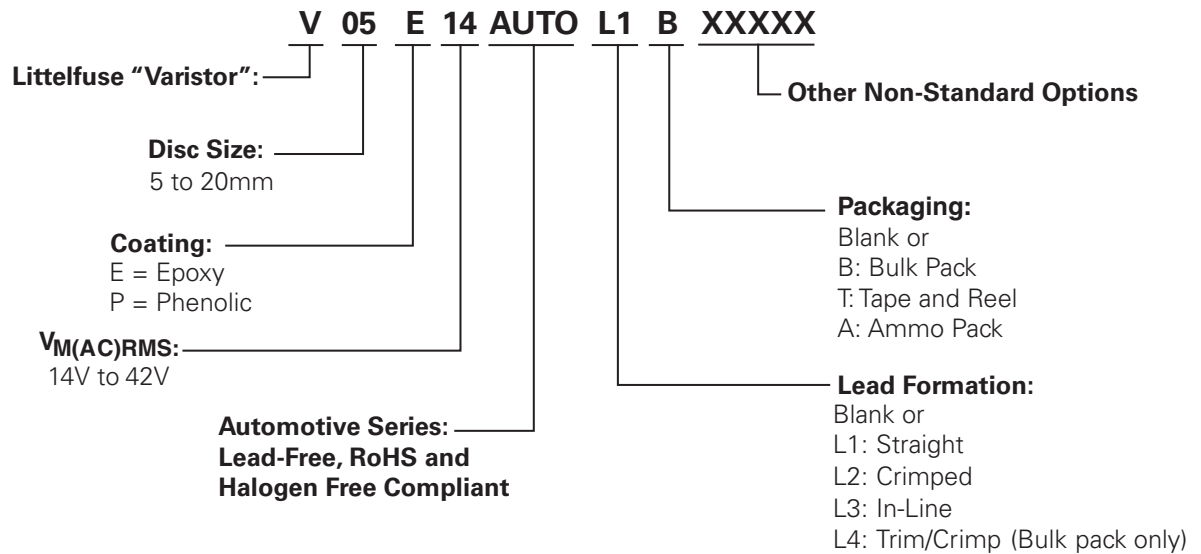 V 05 E 14 AUTO L1 B XXXXX
Littelfuse “Varistor”:
Other Non-Standard Options
Disc Size:
5 to 20mm
Coating:
E = Epoxy
P = Phenolic
VM(AC)RMS:
14V to 42V
Automotive Series:
Lead-Free, RoHS and
Halogen Free Compliant
Packaging:
Blank or
B: Bulk Pack
T: Tape and Reel
A: Ammo Pack
Lead Formation:
Blank or
L1: Straight
L2: Crimped
L3: In-Line
L4: Trim/Crimp (Bulk pack only)